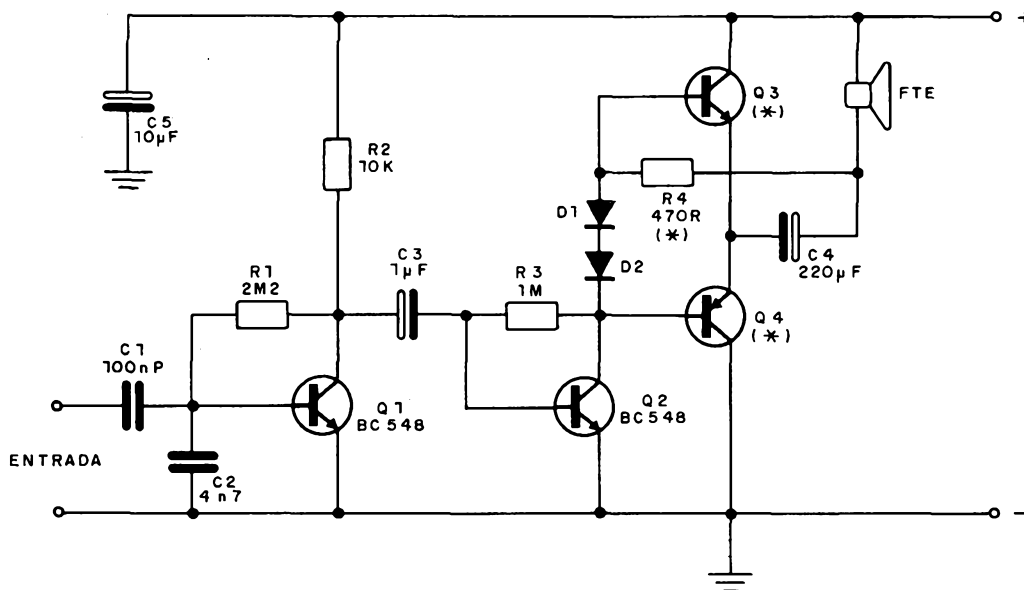 +
C5
10µF
R2
10K
Q3
(*)
FTE
D1
R4
470R
(*)
D2
C4
220µF
C3
1µF
R1
2M2
R3
1M
Q4
(*)
C1
100nP
Q1
BC548
Q2
BC548
ENTRADA
C2
4n7
-